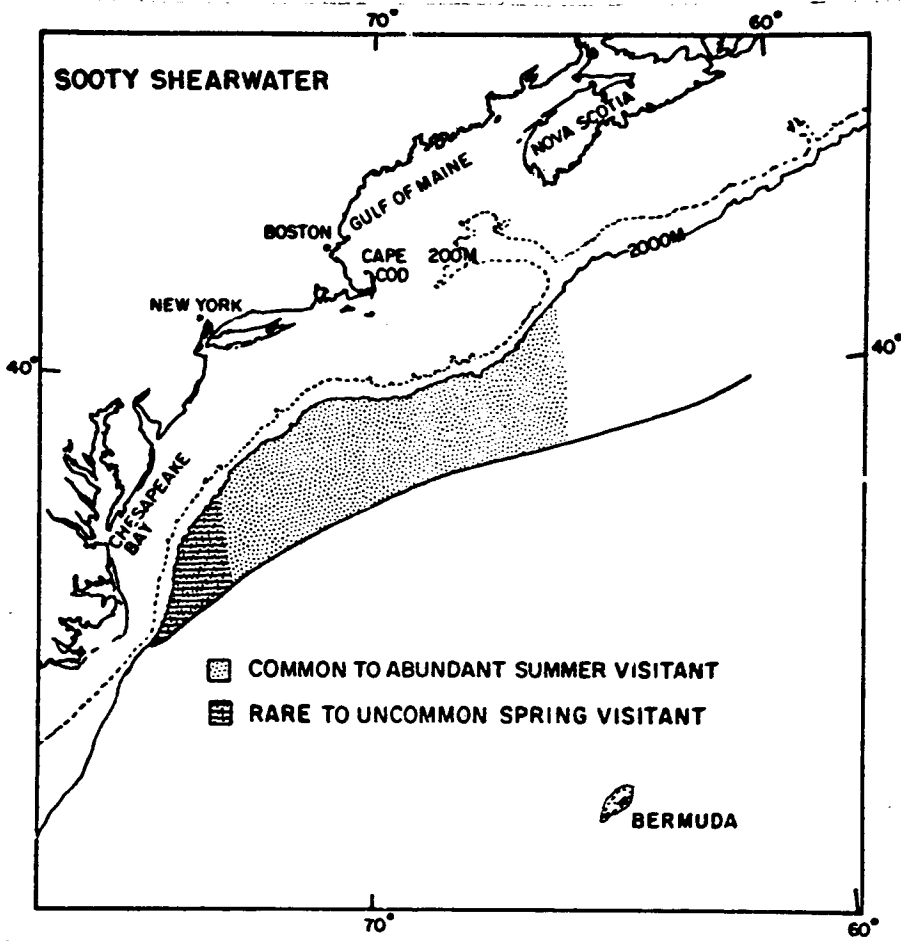 70°
60°
SOOTY SHEARWATER
NOVA SCOTIA
GULF OF MAINE
BOSTON
CAPE 200M
COD
2000M
NEW YORK
40°
40°
CHESAPEAKE
BAY
COMMON TO ABUNDANT SUMMER VISITANT
RARE TO UNCOMMON SPRING VISITANT
BERMUDA
70°
60°